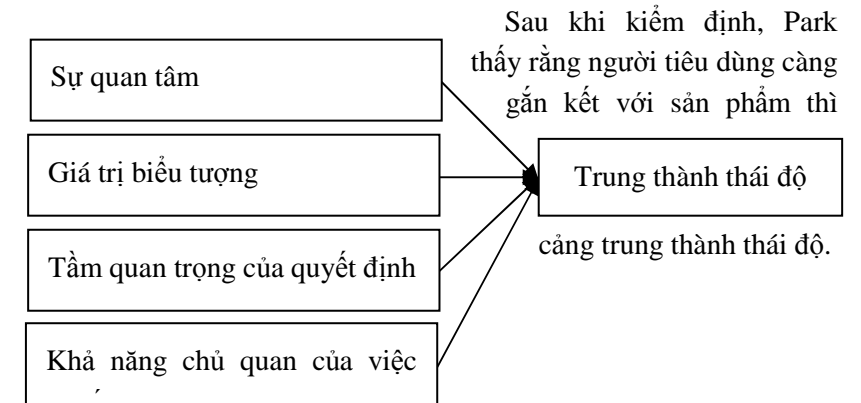 Sau khi kiểm định, Park
thấy rằng người tiêu dùng càng
gắn kết với sản phẩm thì
cảng trung thành thái độ.
Sự quan tâm
Giá trị biểu tượng
Tầm quan trọng của quyết định
Khả năng chủ quan của việc
Trung thành thái độ